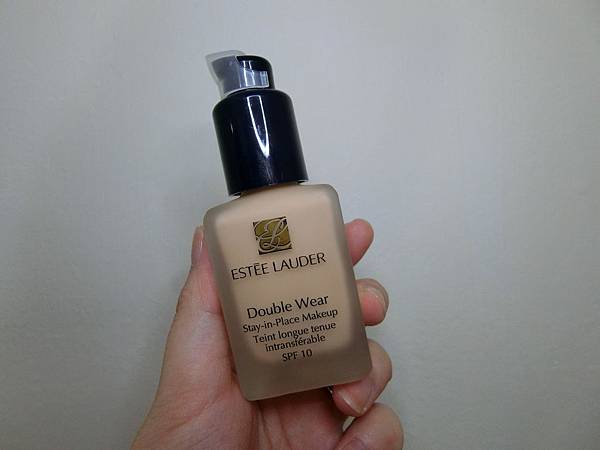 ESTĒE LAUDER
Double Wear
Stay-in-Place Makeup
Teint longue tenue
intransférable
SPF 10